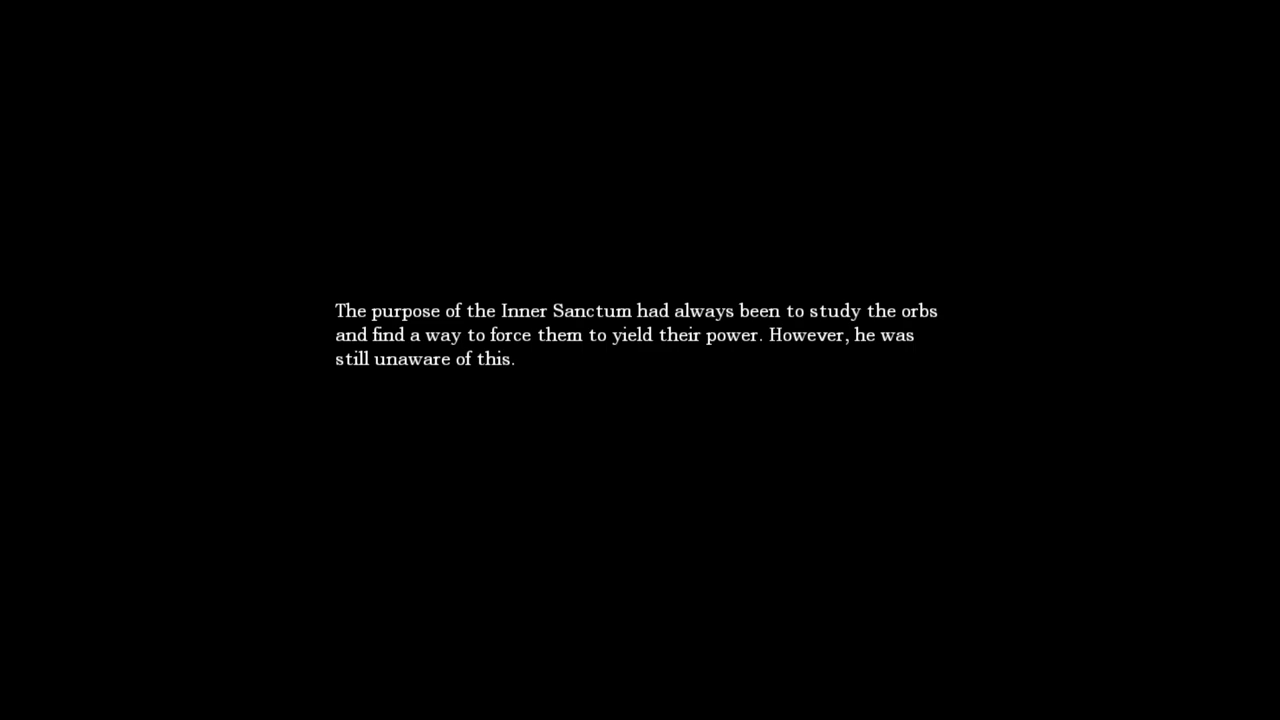 The purpose of the Inner Sanctum had always been to study the orbs
and find a way to force them to yield their power. However, he was
still unaware of this.